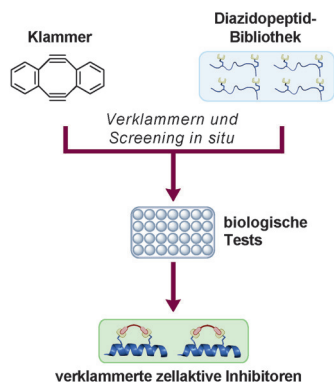 Klammer
Diazidopeptid-
Bibliothek
Verklammern und
Screening in situ
biologische
Tests
verklammerte zellaktive Inhibitoren